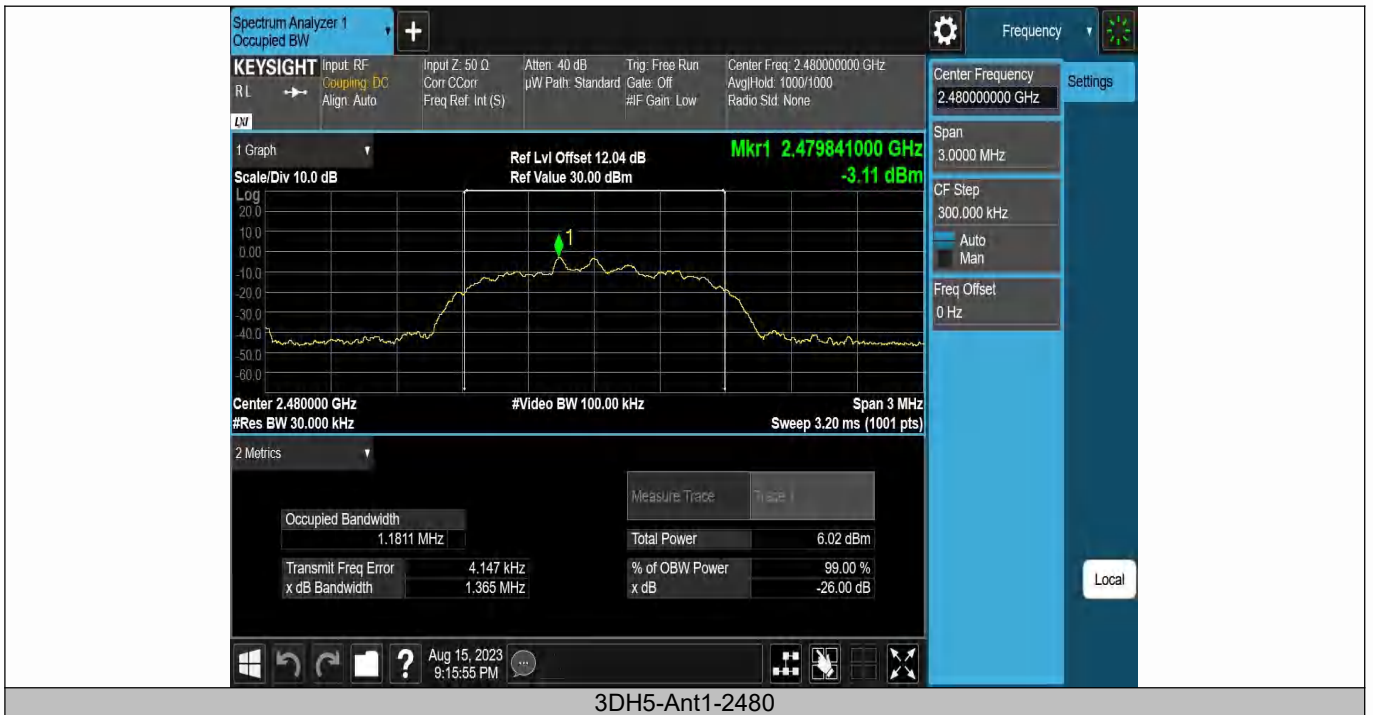 Spectrum Analyzer 1
Occupied BW
Frequency
KEYSIGHT
R L
LXI
Input: RF
Coupling: DC
Align: Auto
Input Z: 50 Ω
Corr CCorr
Freq Ref: Int (S)
Atten: 40 dB
µW Path: Standard
Trig: Free Run
Gate: Off
#IF Gain: Low
Center Freq: 2.480000000 GHz
Avg|Hold: 1000/1000
Radio Std: None
Center Frequency
2.480000000 GHz
Settings
Span
3.0000 MHz
CF Step
300.000 kHz
Auto
Man
Freq Offset
0 Hz
1 Graph
Scale/Div 10.0 dB
Ref Lvl Offset 12.04 dB
Ref Value 30.00 dBm
Mkr1 2.479841000 GHz
-3.11 dBm
Log
20.0
10.0
0.00
-10.0
-20.0
-30.0
-40.0
-50.0
-60.0
1
Center 2.480000 GHz
#Video BW 100.00 kHz
Span 3 MHz
#Res BW 30.000 kHz
Sweep 3.20 ms (1001 pts)
2 Metrics
Measure Trace
Trace 1
Occupied Bandwidth
1.1811 MHz
Total Power
6.02 dBm
Transmit Freq Error
4.147 kHz
% of OBW Power
99.00 %
x dB Bandwidth
1.365 MHz
x dB
-26.00 dB
Local
Aug 15, 2023
9:15:55 PM
3DH5-Ant1-2480